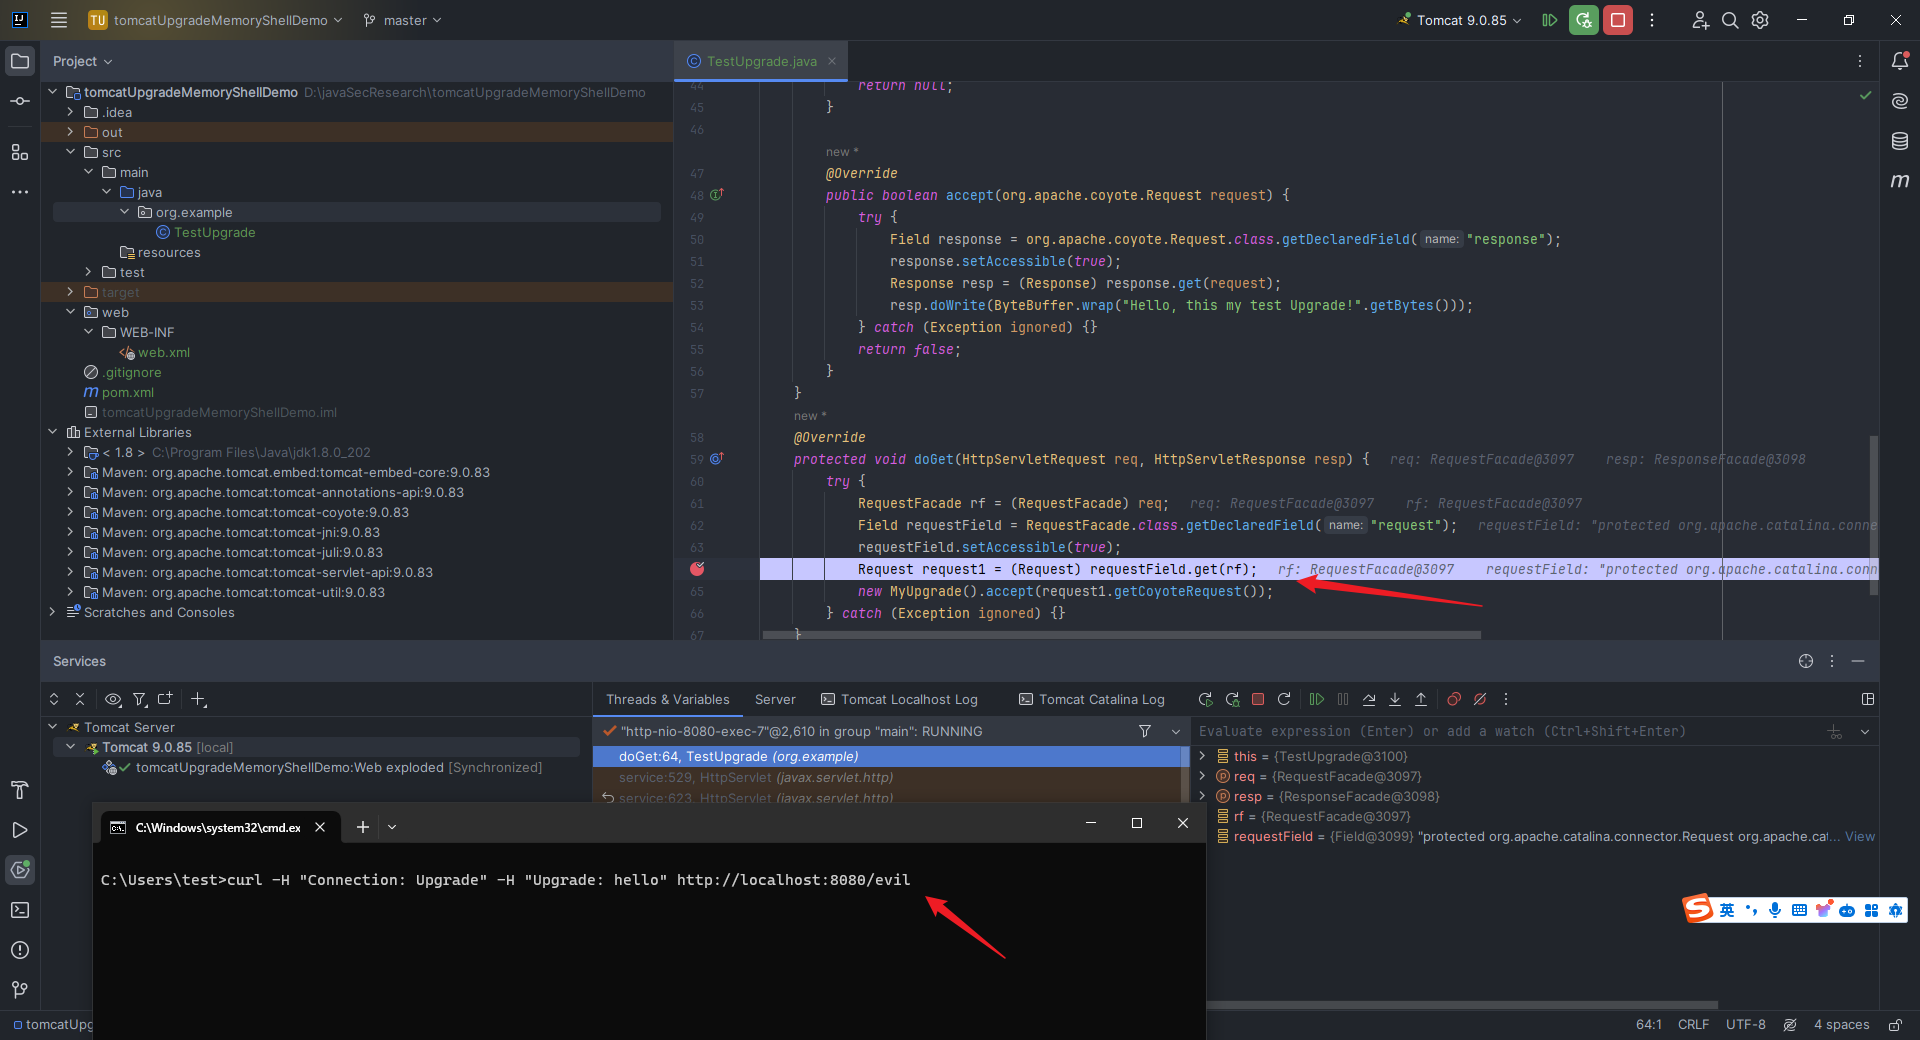 TU tomcatUpgradeMemoryShellDemo master Tomcat 9.0.85
Project
tomcatUpgradeMemoryShellDemo D:\javaSecResearch\tomcatUpgradeMemoryShellDemo
.idea
out
src
main
java
org.example
TestUpgrade
resources
test
target
web
WEB-INF
web.xml
.gitignore
pom.xml
tomcatUpgradeMemoryShellDemo.iml
External Libraries
< 1.8 > C:\Program Files\Java\jdk1.8.0_202
Maven: org.apache.tomcat.embed:tomcat-embed-core:9.0.83
Maven: org.apache.tomcat:tomcat-annotations-api:9.0.83
Maven: org.apache.tomcat:tomcat-coyote:9.0.83
Maven: org.apache.tomcat:tomcat-jni:9.0.83
Maven: org.apache.tomcat:tomcat-juli:9.0.83
Maven: org.apache.tomcat:tomcat-servlet-api:9.0.83
Maven: org.apache.tomcat:tomcat-util:9.0.83
Scratches and Consoles
TestUpgrade.java
44 return null;
45 }
46
new *
47 @Override
48 public boolean accept(org.apache.coyote.Request request) {
49 try {
50 Field response = org.apache.coyote.Request.class.getDeclaredField( name: "response");
51 response.setAccessible(true);
52 Response resp = (Response) response.get(request);
53 resp.doWrite(ByteBuffer.wrap("Hello, this my test Upgrade!".getBytes()));
54 } catch (Exception ignored) {}
55 return false;
56 }
57 }
new *
58 @Override
59 protected void doGet(HttpServletRequest req, HttpServletResponse resp) { req: RequestFacade@3097 resp: ResponseFacade@3098
60 try {
61 RequestFacade rf = (RequestFacade) req; req: RequestFacade@3097 rf: RequestFacade@3097
62 Field requestField = RequestFacade.class.getDeclaredField( name: "request"); requestField: "protected org.apache.catalina.conne
63 requestField.setAccessible(true);
Request request1 = (Request) requestField.get(rf); rf: RequestFacade@3097 requestField: "protected org.apache.catalina.conn
65 new MyUpgrade().accept(request1.getCoyoteRequest());
66 } catch (Exception ignored) {}
67 }
Services
Tomcat Server
Tomcat 9.0.85 [local]
tomcatUpgradeMemoryShellDemo:Web exploded [Synchronized]
Threads & Variables Server Tomcat Localhost Log Tomcat Catalina Log
"http-nio-8080-exec-7"@2,610 in group "main": RUNNING
doGet:64, TestUpgrade (org.example)
service:529, HttpServlet (javax.servlet.http)
service:623, HttpServlet (javax.servlet.http)
Evaluate expression (Enter) or add a watch (Ctrl+Shift+Enter)
this = {TestUpgrade@3100}
req = {RequestFacade@3097}
resp = {ResponseFacade@3098}
rf = {RequestFacade@3097}
requestField = {Field@3099} "protected org.apache.catalina.connector.Request org.apache.cat... View
C:\Windows\system32\cmd.ex
C:\Users\test>curl -H "Connection: Upgrade" -H "Upgrade: hello" http://localhost:8080/evil
英
tomcatUpg
64:1 CRLF UTF-8 4 spaces